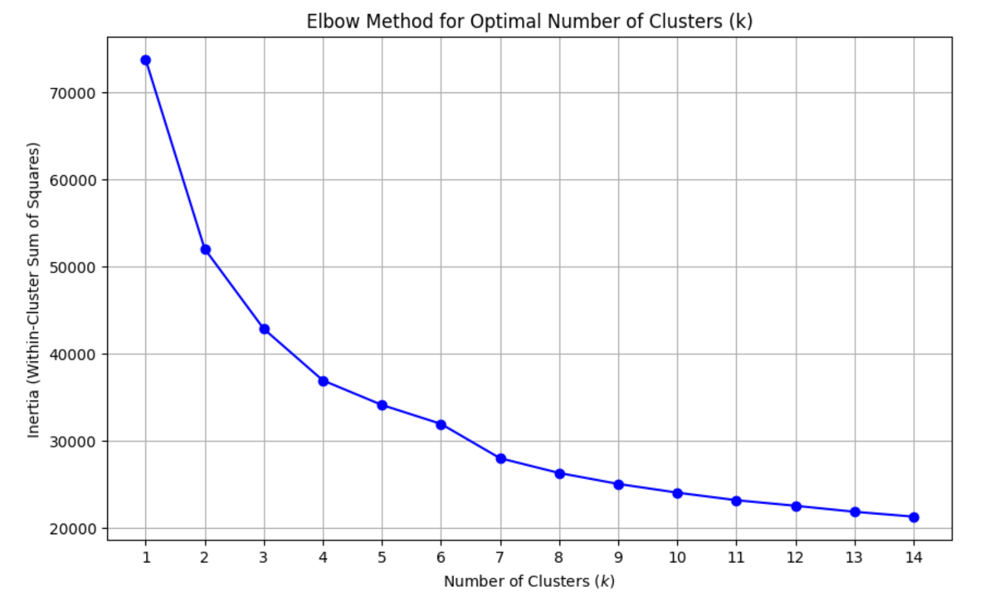 Elbow Method for Optimal Number of Clusters (k)
Inertia (Within-Cluster Sum of Squares)
70000
60000
50000
40000
30000
20000
1 2 3 4 5 6 7 8 9 10 11 12 13 14
Number of Clusters (k)